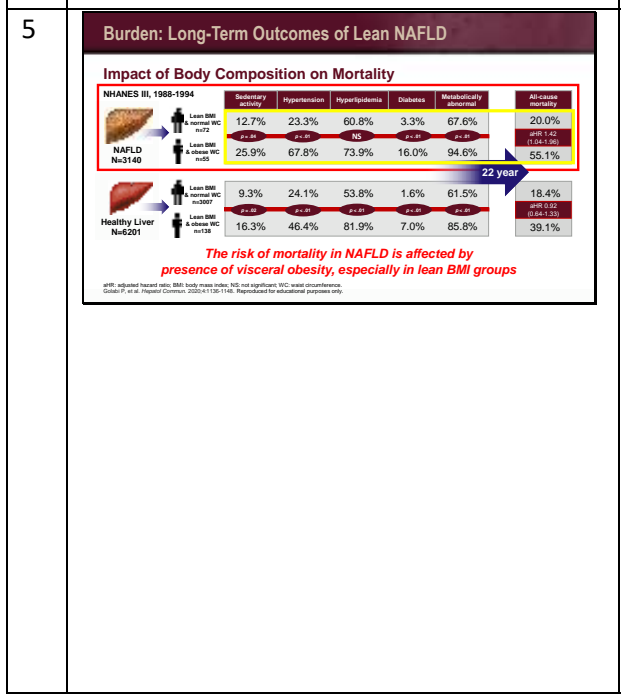 5
Burden: Long-Term Outcomes of Lean NAFLD
Impact of Body Composition on Mortality
NHANES III, 1988-1994
Sedentary activity Hypertension Hyperlipidemia Diabetes Metabolically abnormal All-cause mortality
Lean BMI & normal WC n=72 12.7% 23.3% 60.8% 3.3% 67.6% 20.0%
p = .04 p < .01 NS p < .01 p < .01 aHR 1.42 (1.04-1.96)
NAFLD N=3140
Lean BMI & obese WC n=55 25.9% 67.8% 73.9% 16.0% 94.6% 55.1%
22 year
Lean BMI & normal WC n=3007 9.3% 24.1% 53.8% 1.6% 61.5% 18.4%
p = .02 p < .01 p < .01 p < .01 p < .01 aHR 0.92 (0.64-1.33)
Healthy Liver N=6201
Lean BMI & obese WC n=138 16.3% 46.4% 81.9% 7.0% 85.8% 39.1%
The risk of mortality in NAFLD is affected by
presence of visceral obesity, especially in lean BMI groups
aHR: adjusted hazard ratio; BMI: body mass index; NS: not significant; WC: waist circumference.
Golabi P, et al. Hepatol Commun. 2020;4:1136-1148. Reproduced for educational purposes only.